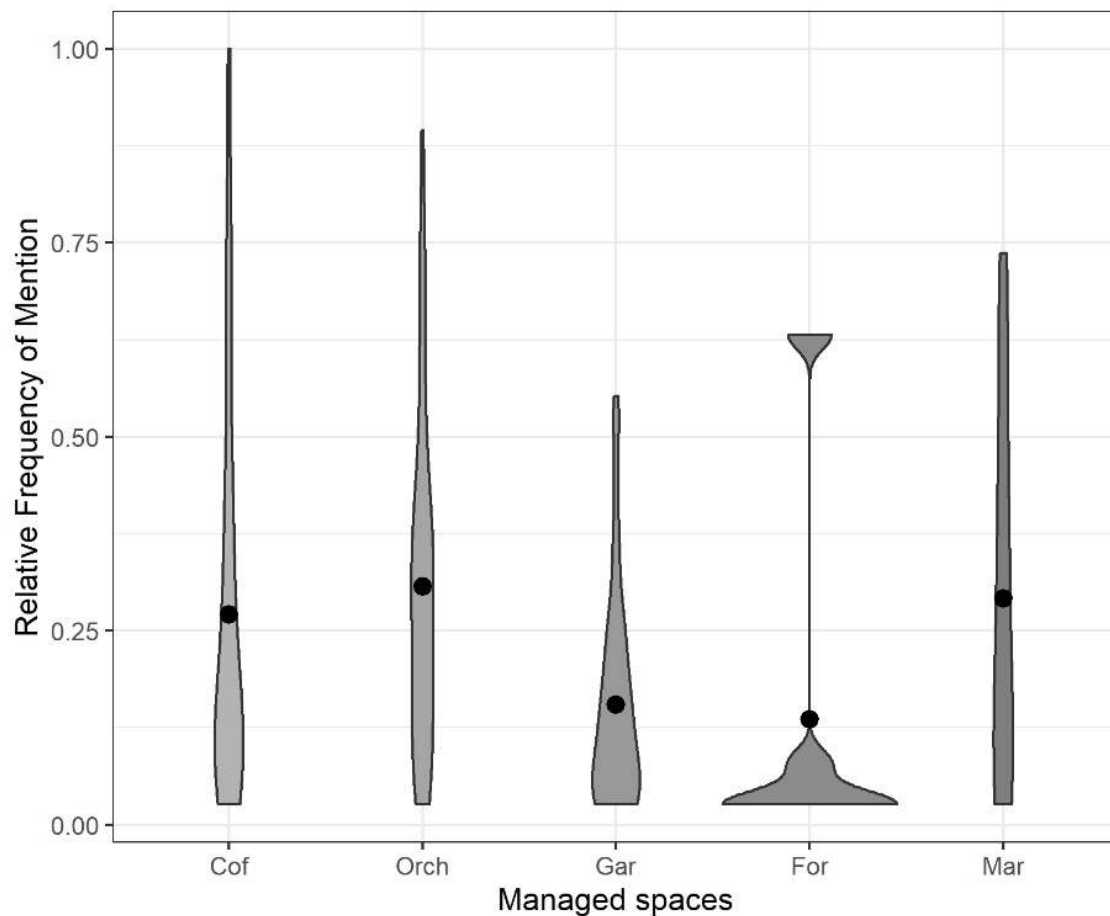 Relative Frequency of Mention
1.00
0.75
0.50
0.25
0.00
Cof Orch Gar For Mar
Managed spaces